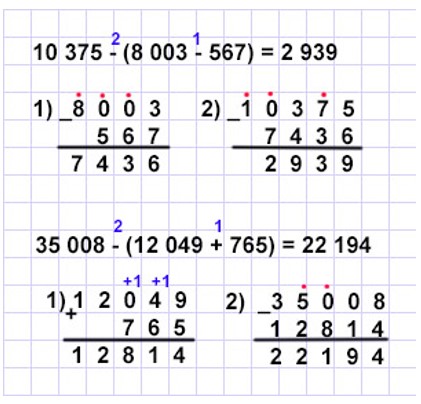 2 1
10 375 - (8 003 - 567) = 2 939
1) _8 0 0 3 2) _1 0 3 7 5
5 6 7 7 4 3 6
7 4 3 6 2 9 3 9
2 1
35 008 - (12 049 + 765) = 22 194
+1 +1
1) +1 2 0 4 9 2) _3 5 0 0 8
7 6 5 1 2 8 1 4
1 2 8 1 4 2 2 1 9 4